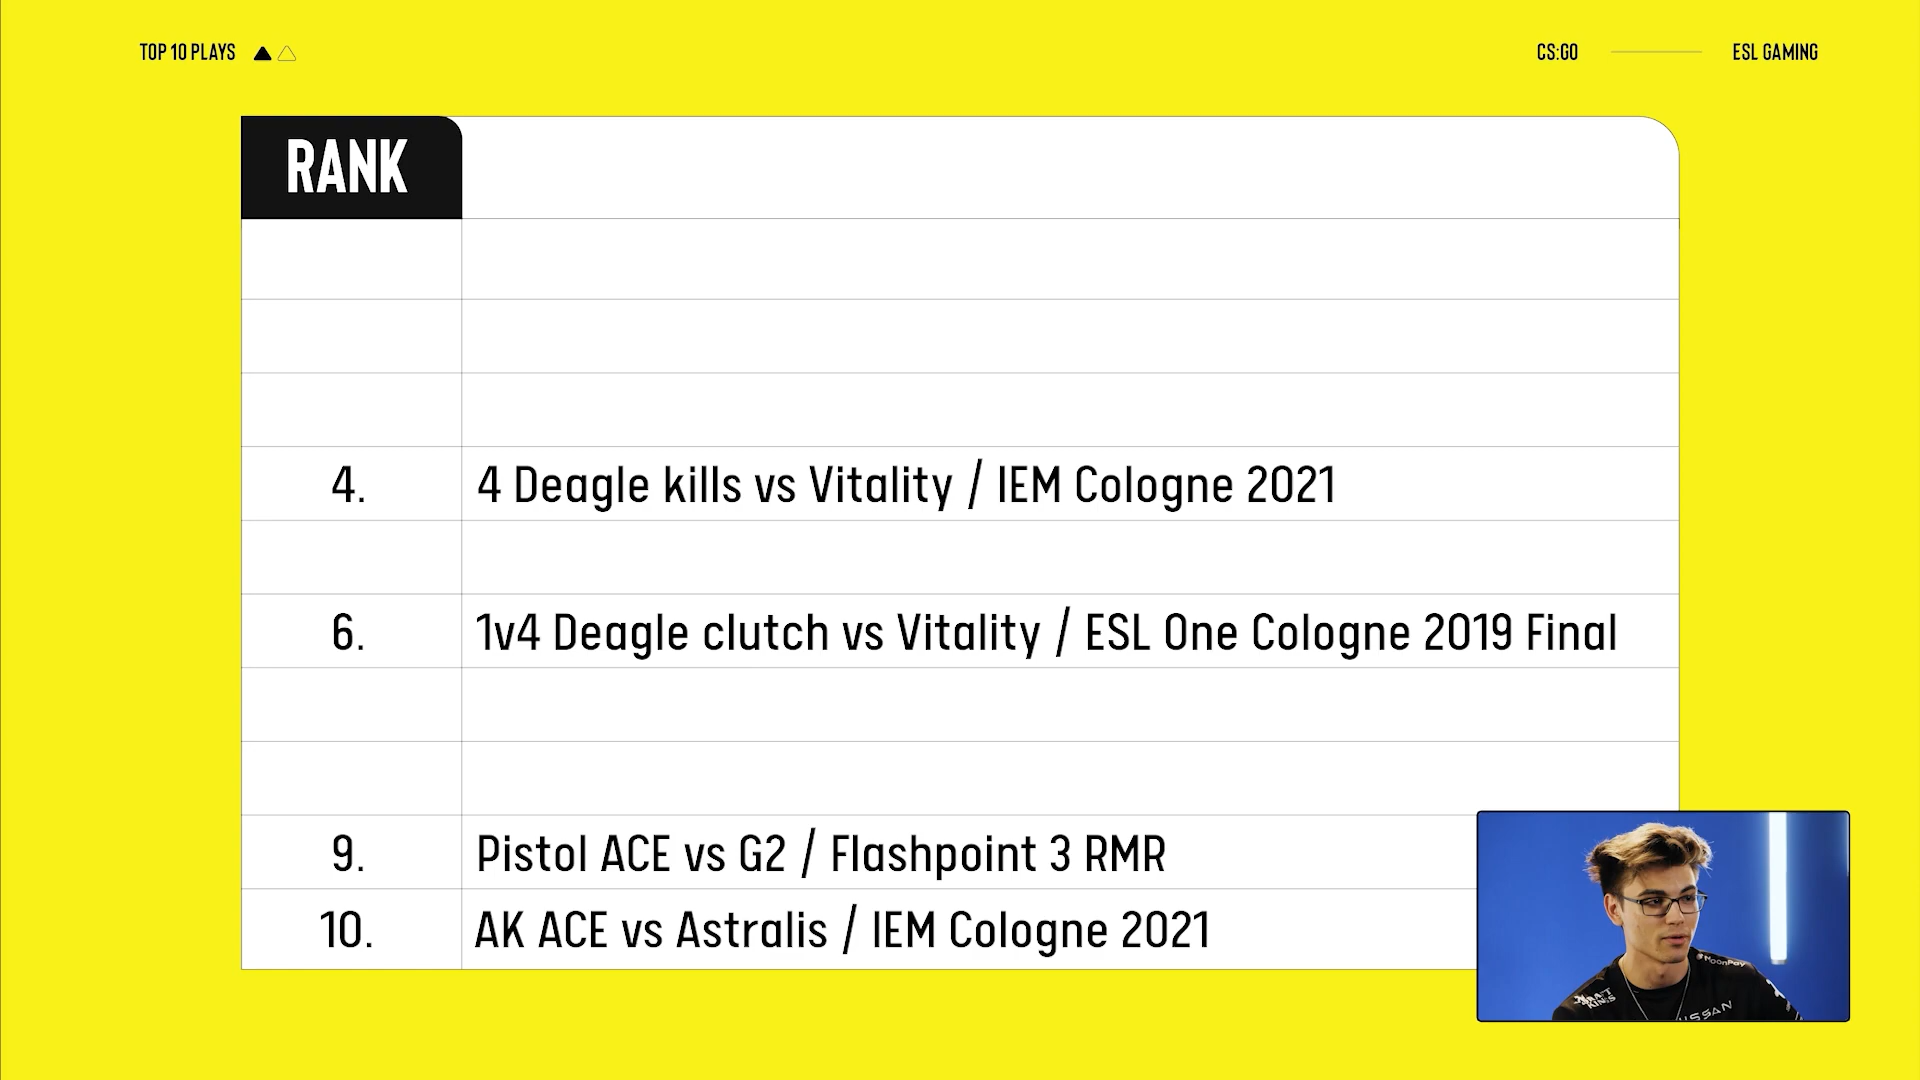 TOP 10 PLAYS
CS:GO
ESL GAMING
RANK
4. 4 Deagle kills vs Vitality / IEM Cologne 2021
6. 1v4 Deagle clutch vs Vitality / ESL One Cologne 2019 Final
9. Pistol ACE vs G2 / Flashpoint 3 RMR
10. AK ACE vs Astralis / IEM Cologne 2021
MoonPay
KINGS